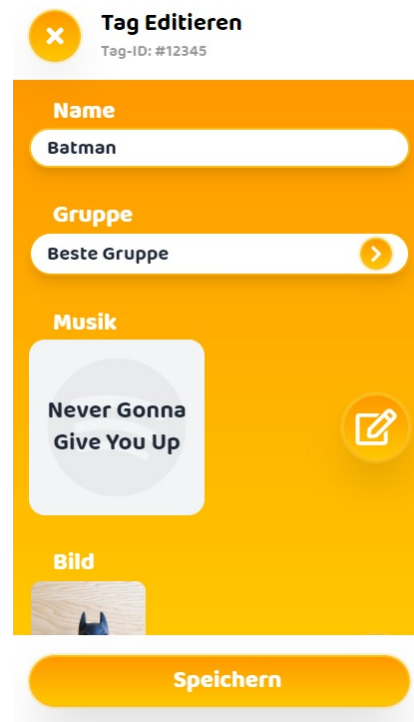 Tag Editieren
Tag-ID: #12345
Name
Batman
Gruppe
Beste Gruppe
Musik
Never Gonna
Give You Up
Bild
Speichern